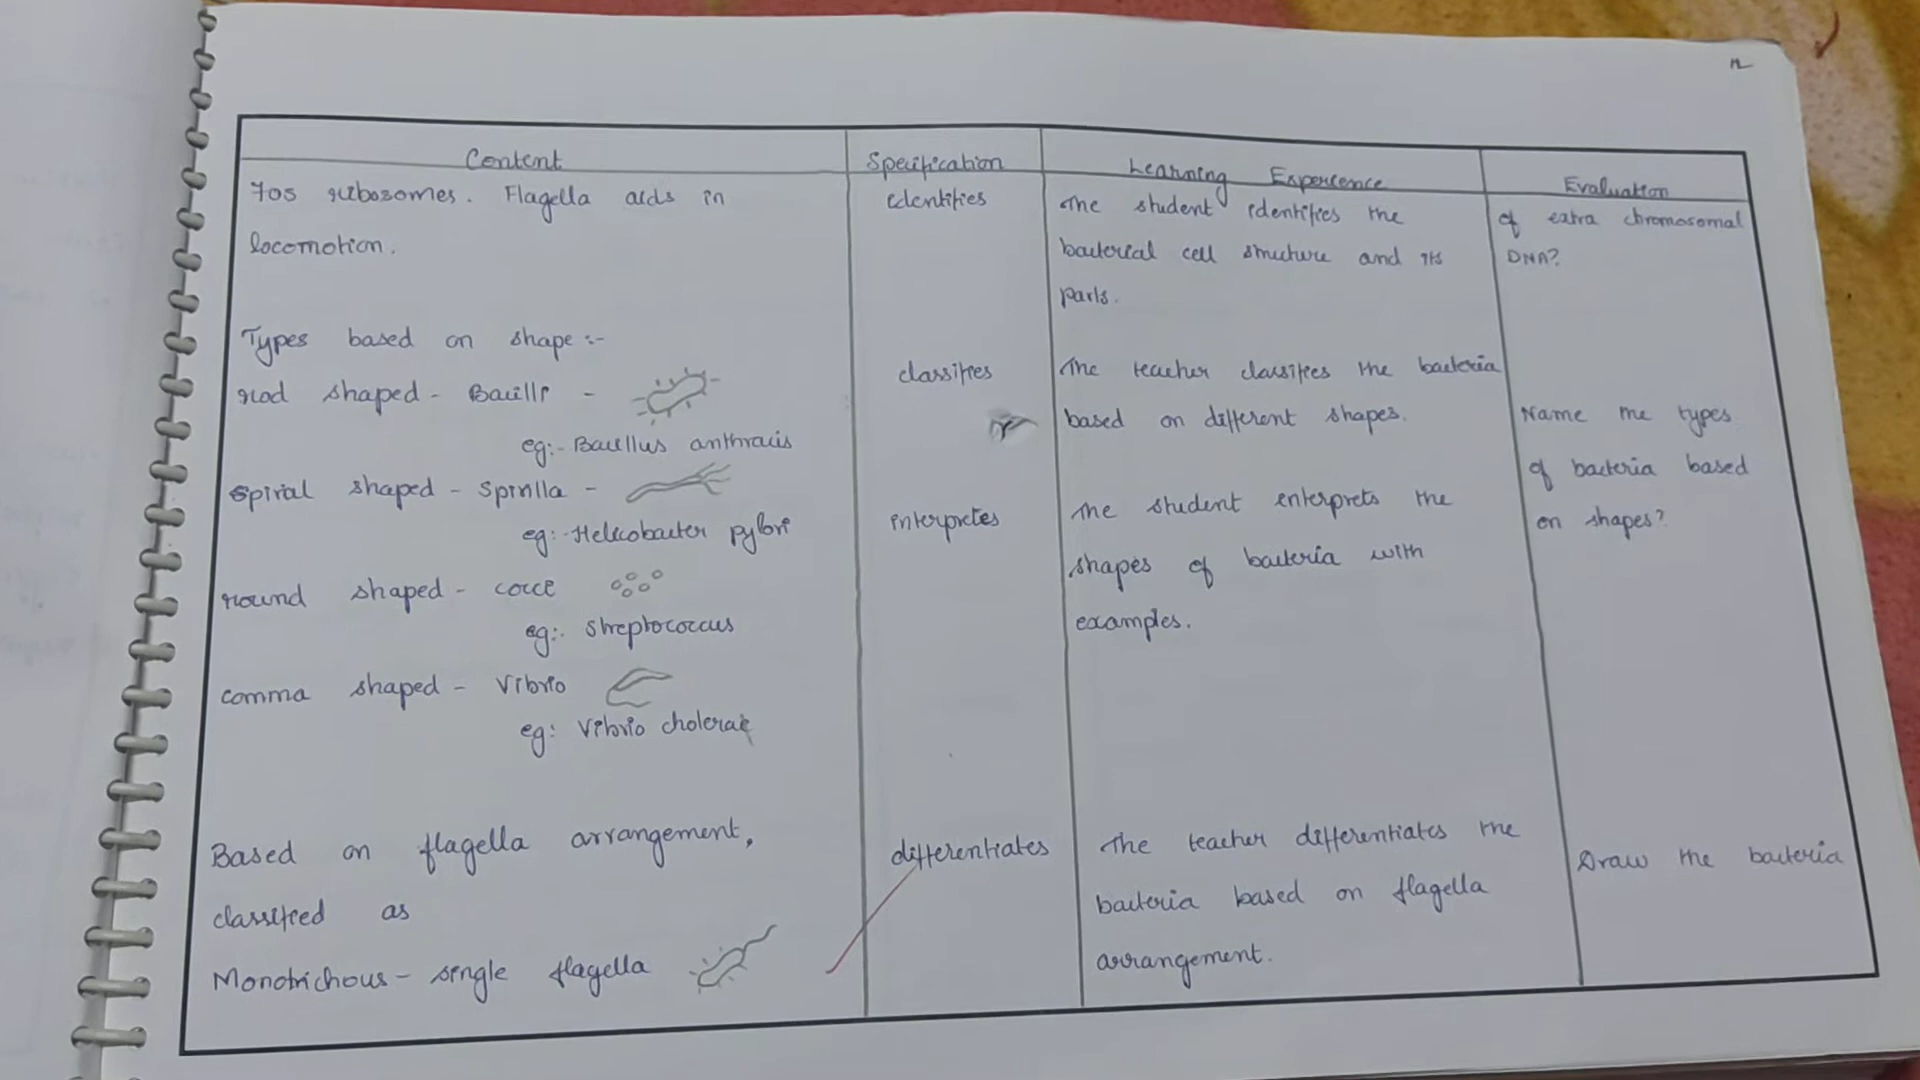 Content
Specification
Learning Experience
Evaluation
70s ribosomes. Flagella aids in
locomotion.
Types based on shape :-
rod shaped - Bacilli -
eg:- Bacillus anthracis
Spiral shaped - Spirilla -
eg:- Helicobacter pylori
round shaped - cocci
eg:- Streptococcus
comma shaped - Vibrio
eg: Vibrio cholerae
Based on flagella arrangement,
classified as
Monotrichous - single flagella
identifies
classifies
interpretes
differentiates
The student identifies the
bacterial cell structure and its
parts.
The teacher classifies the bacteria
based on different shapes.
The student interprets the
shapes of bacteria with
examples.
The teacher differentiates the
bacteria based on flagella
arrangement.
of extra chromosomal
DNA?
Name the types
of bacteria based
on shapes?
Draw the bacteria